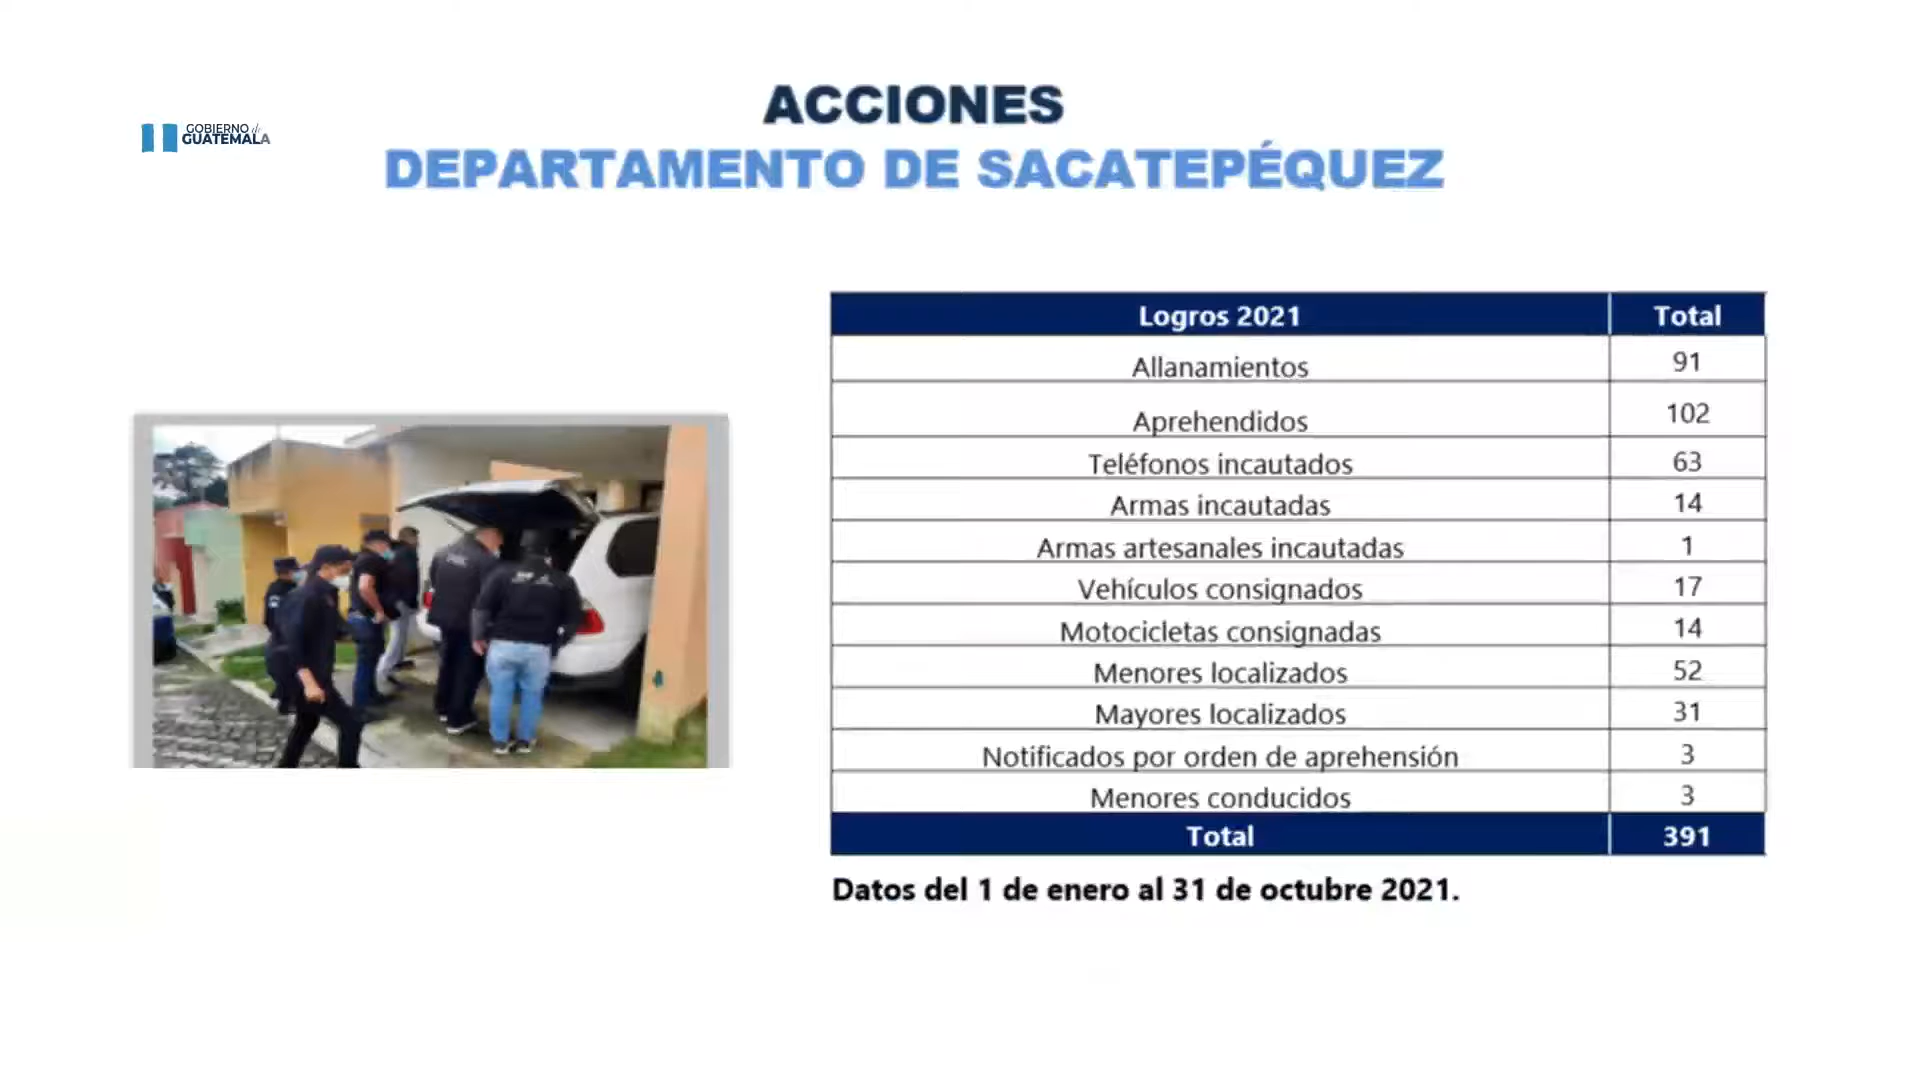 ACCIONES
GOBIERNO de
GUATEMALA
DEPARTAMENTO DE SACATEPÉQUEZ
Logros 2021 Total
Allanamientos 91
Aprehendidos 102
Teléfonos incautados 63
Armas incautadas 14
Armas artesanales incautadas 1
Vehículos consignados 17
Motocicletas consignadas 14
Menores localizados 52
Mayores localizados 31
Notificados por orden de aprehensión 3
Menores conducidos 3
Total 391
Datos del 1 de enero al 31 de octubre 2021.